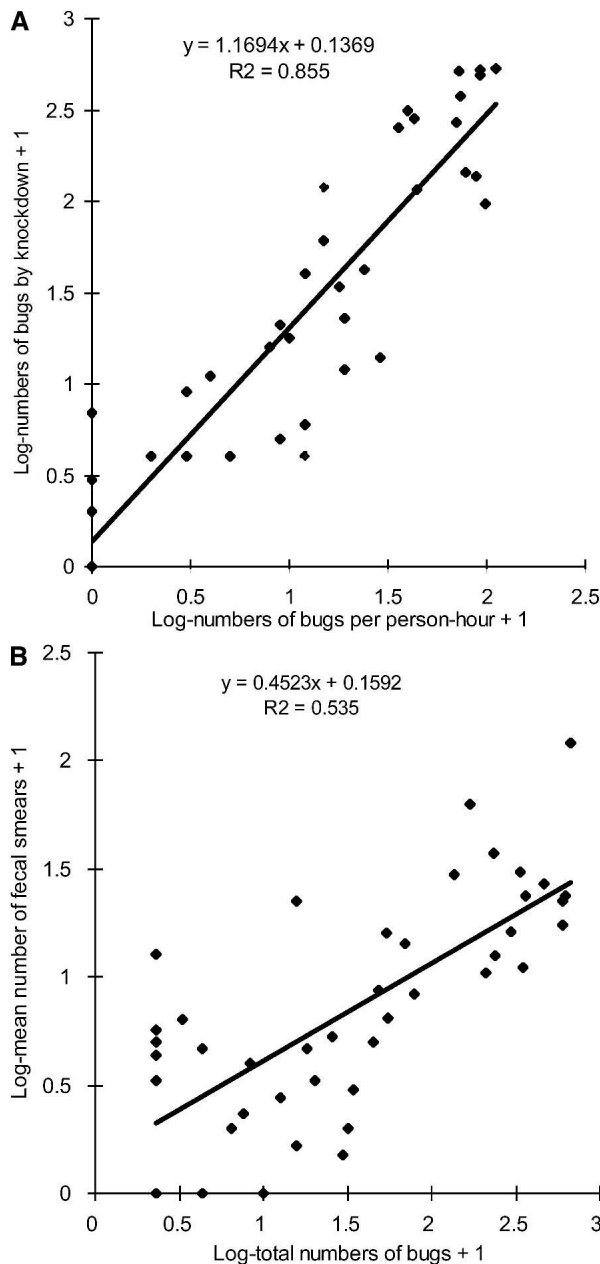 A
3
y = 1.1694x + 0.1369
R2 = 0.855
2.5
2
1.5
1
0.5
0
Log-numbers of bugs by knockdown + 1
0 0.5 1 1.5 2 2.5
Log-numbers of bugs per person-hour + 1
B
2.5
y = 0.4523x + 0.1592
R2 = 0.535
2
1.5
1
0.5
0
Log-mean number of fecal smears + 1
0 0.5 1 1.5 2 2.5 3
Log-total numbers of bugs + 1